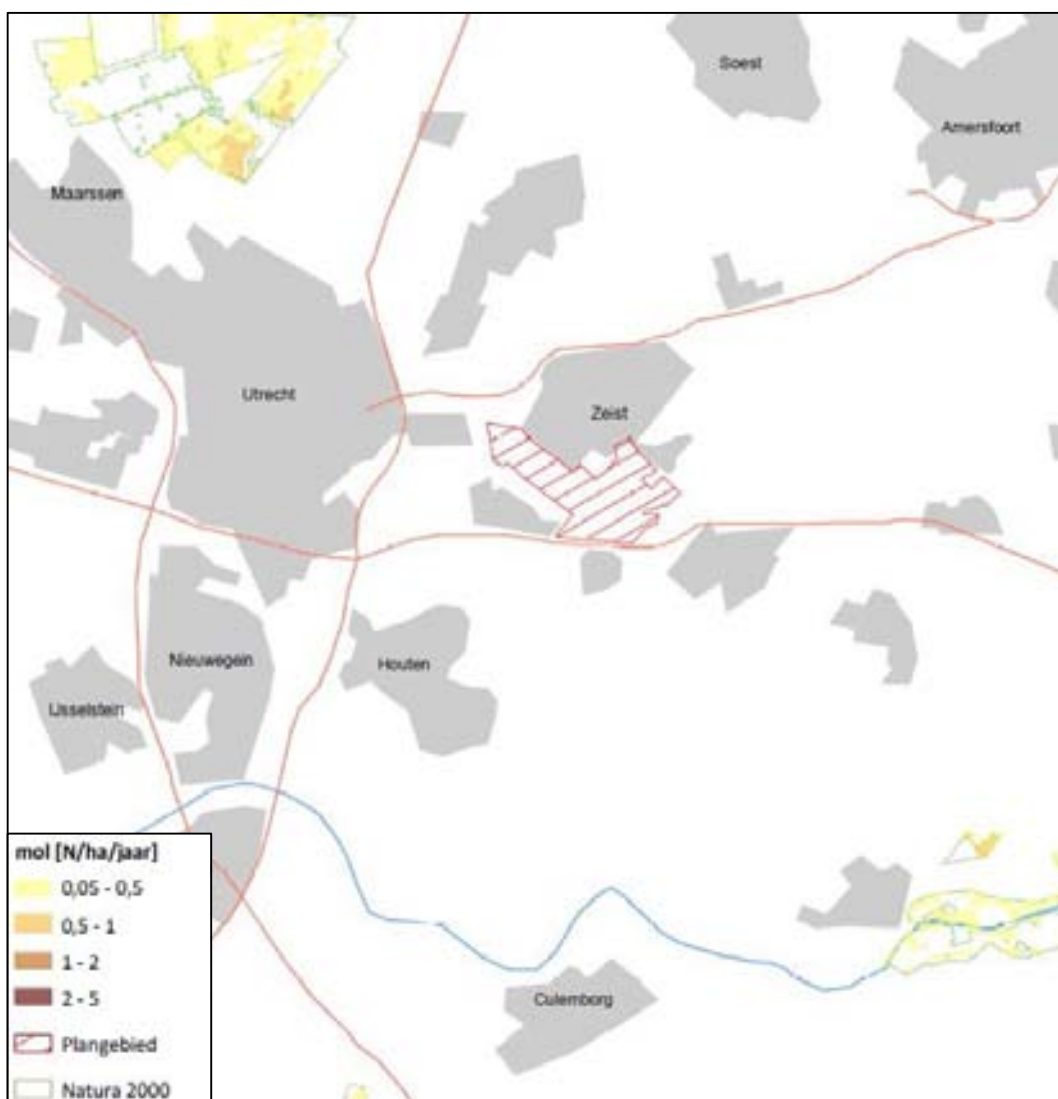 Soest
Amersfoort
Maarssen
Utrecht
Zeist
Nieuwegein
Houten
IJsselstein
mol [N/ha/jaar]
0,05 - 0,5
0,5 - 1
1 - 2
2 - 5
Plangebied
Natura 2000
Culemborg